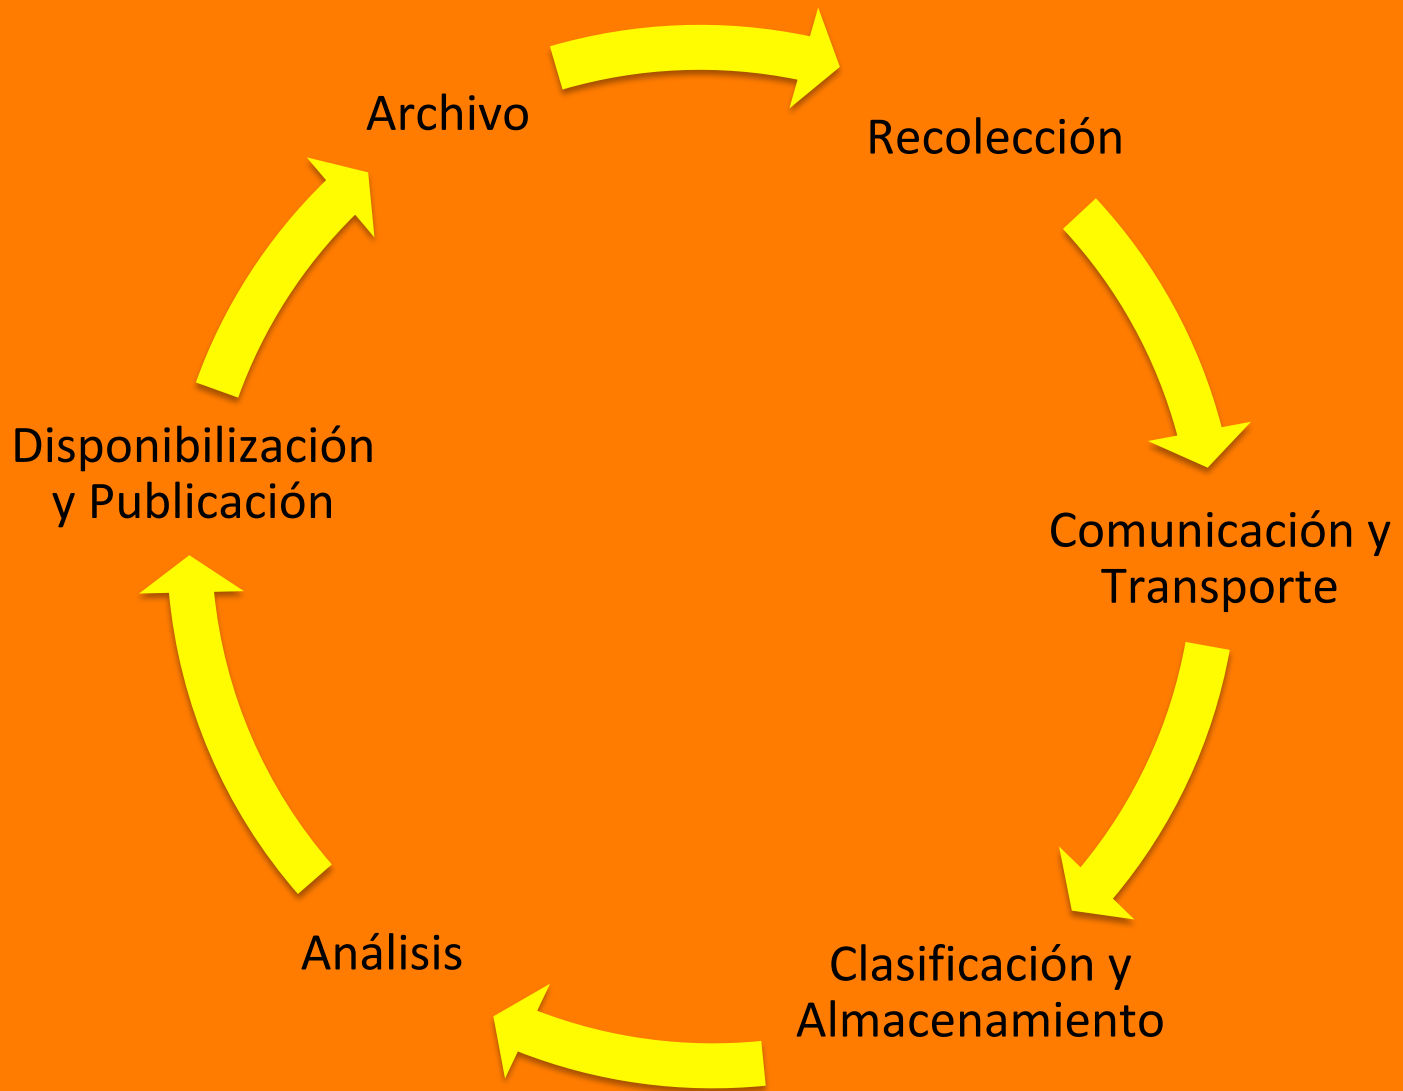 Archivo
Recolección
Disponibilización
y Publicación
Comunicación y
Transporte
Análisis
Clasificación y
Almacenamiento